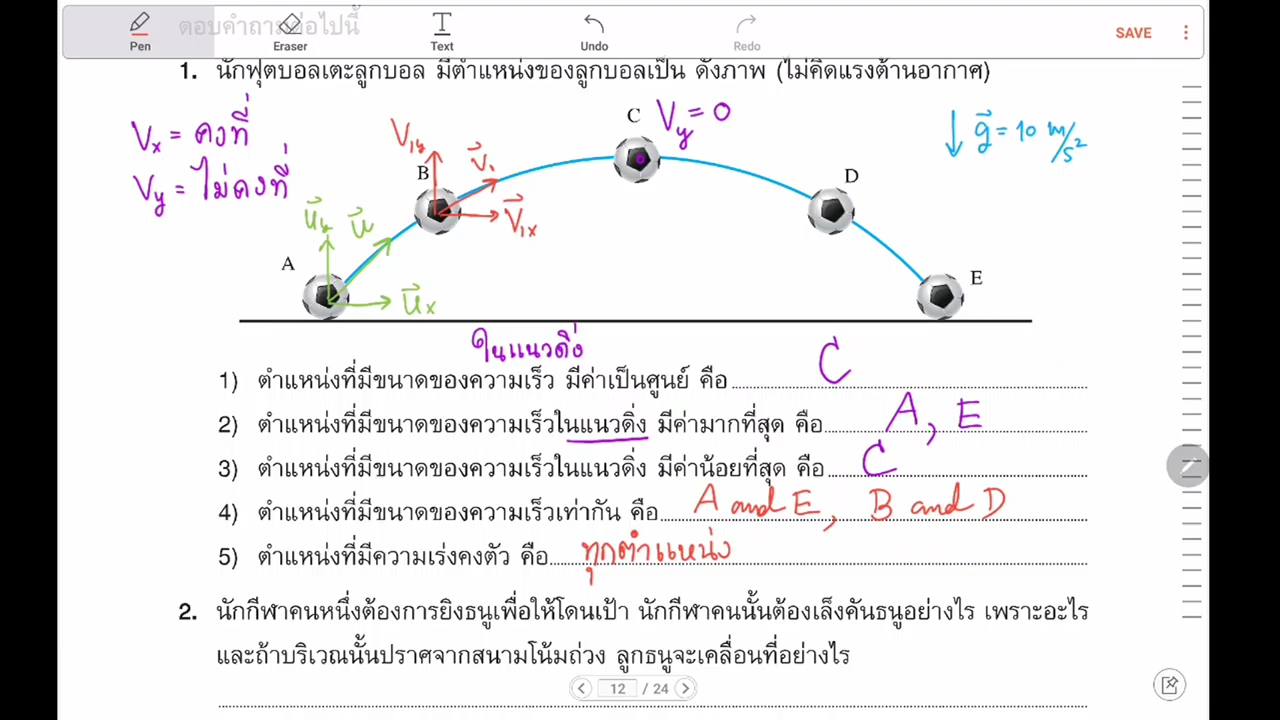 ตอบคำถามต่อไปนี้
Pen
Eraser
Text
Undo
Redo
SAVE
1. นักฟุตบอลเตะลูกบอล มีตำแหน่งของลูกบอลเป็น ดังภาพ (ไม่คิดแรงต้านอากาศ)
Vx = คงที่
Vy = ไม่คงที่
A
B
C
D
E
Vy = 0
g = 10 m/s²
V1y
V1
V1x
uy
u
ux
ในแนวดิ่ง
1) ตำแหน่งที่มีขนาดของความเร็ว มีค่าเป็นศูนย์ คือ C
2) ตำแหน่งที่มีขนาดของความเร็วในแนวดิ่ง มีค่ามากที่สุด คือ A, E
3) ตำแหน่งที่มีขนาดของความเร็วในแนวดิ่ง มีค่าน้อยที่สุด คือ C
4) ตำแหน่งที่มีขนาดของความเร็วเท่ากัน คือ A and E, B and D
5) ตำแหน่งที่มีความเร่งคงตัว คือ ทุกตำแหน่ง
2. นักกีฬาคนหนึ่งต้องการยิงธนูเพื่อให้โดนเป้า นักกีฬาคนนั้นต้องเล็งคันธนูอย่างไร เพราะอะไร
และถ้าบริเวณนั้นปราศจากสนามโน้มถ่วง ลูกธนูจะเคลื่อนที่อย่างไร
12 / 24